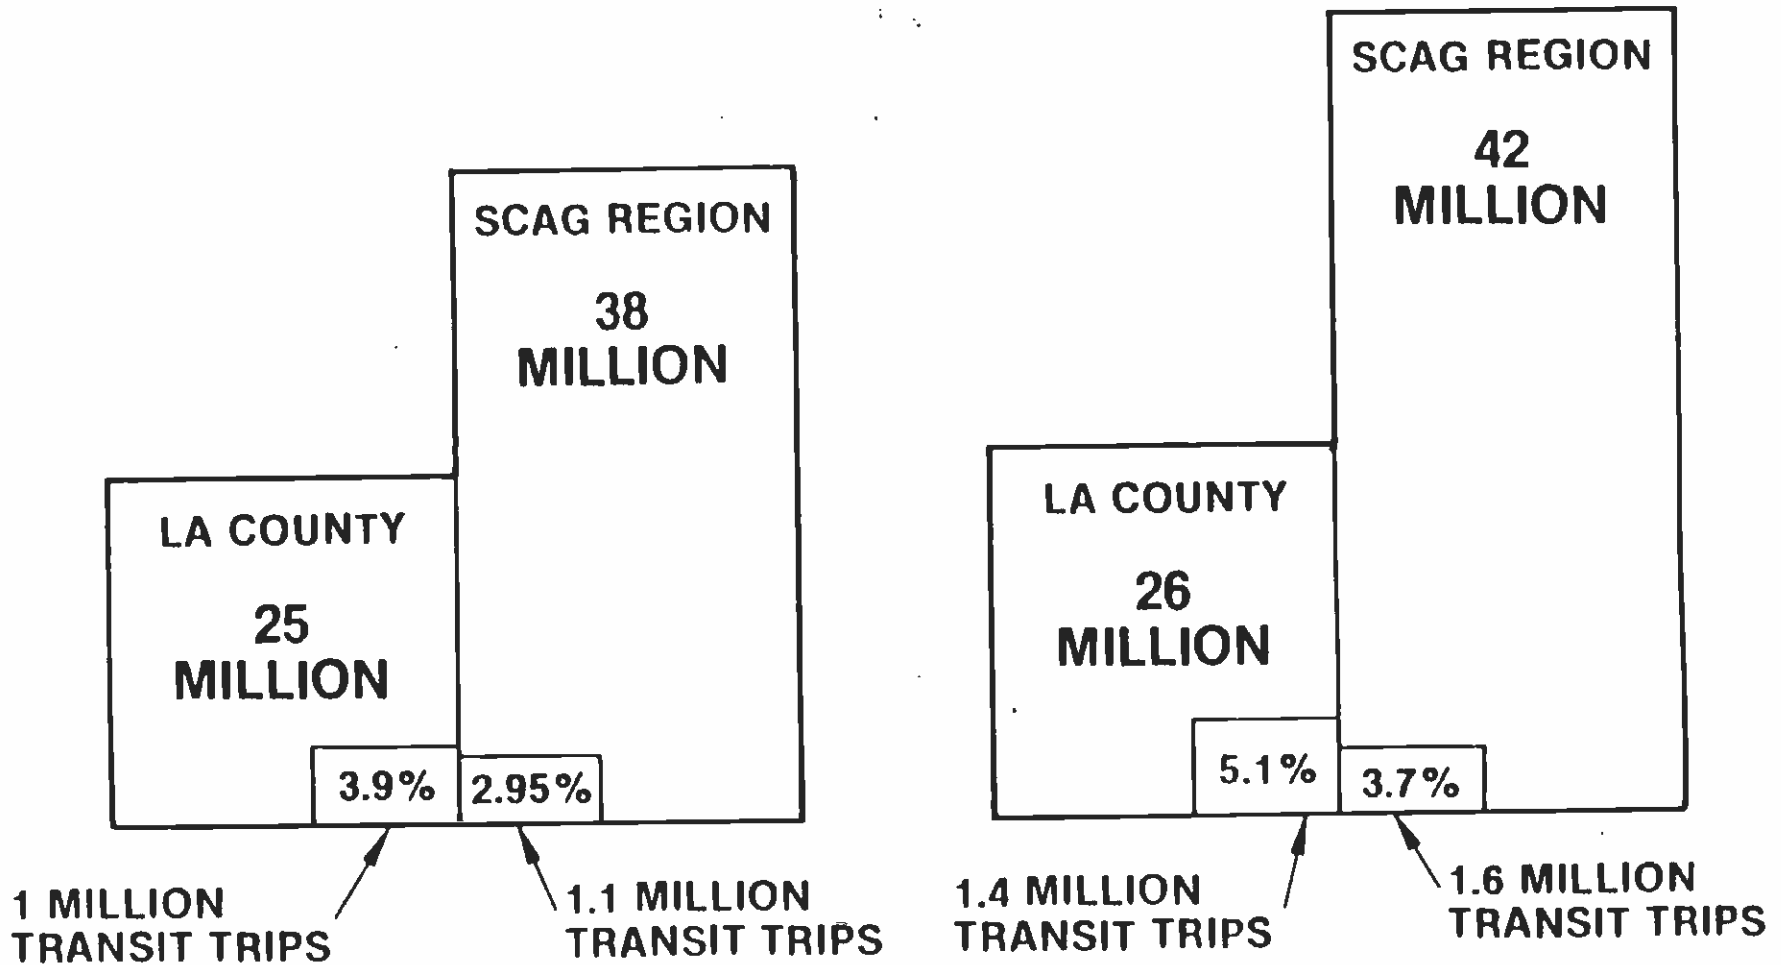 SCAG REGION
38
MILLION
LA COUNTY
25
MILLION
3.9%
2.95%
1 MILLION
TRANSIT TRIPS
1.1 MILLION
TRANSIT TRIPS
SCAG REGION
42
MILLION
LA COUNTY
26
MILLION
5.1%
3.7%
1.4 MILLION
TRANSIT TRIPS
1.6 MILLION
TRANSIT TRIPS